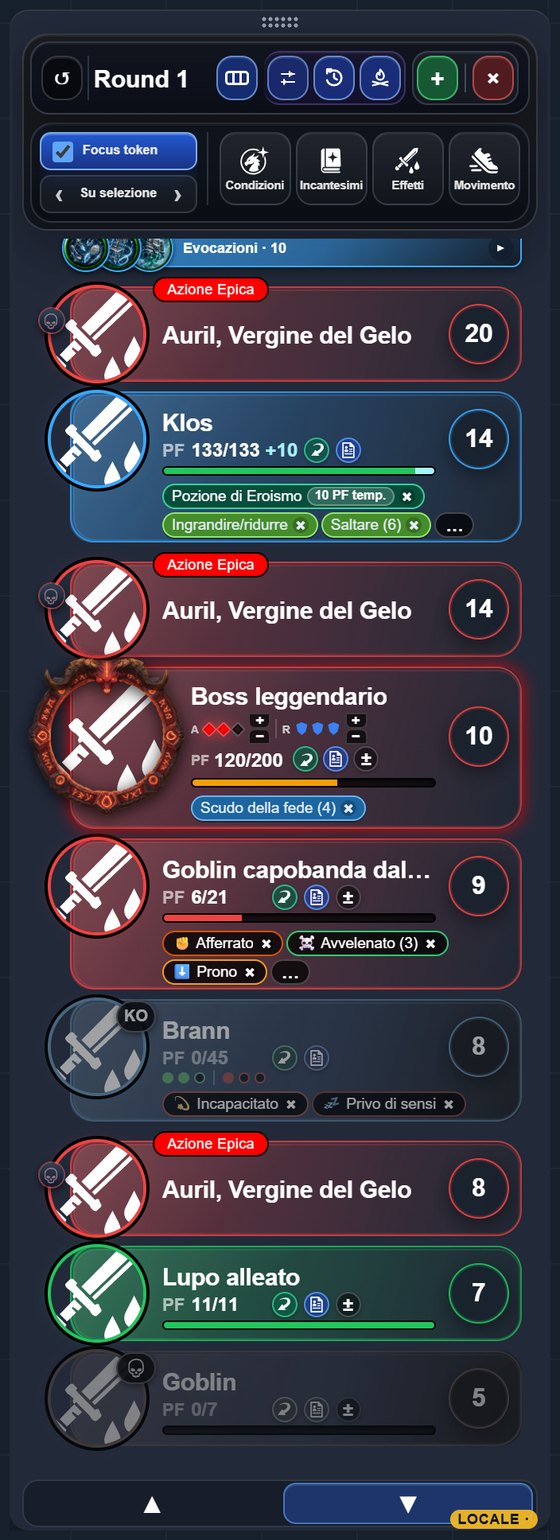 Round 1
Focus token
Su selezione
Condizioni
Incantesimi
Effetti
Movimento
Evocazioni · 10
Azione Epica
Auril, Vergine del Gelo
20
Klos
14
PF 133/133 +10
Pozione di Eroismo 10 PF temp.
Ingrandire/ridurre
Saltare (6)
...
Azione Epica
Auril, Vergine del Gelo
14
Boss leggendario
A
R
10
PF 120/200
Scudo della fede (4)
Goblin capobanda dal...
9
PF 6/21
Afferrato
Avvelenato (3)
Prono
...
KO
Brann
8
PF 0/45
Incapacitato
Privo di sensi
Azione Epica
Auril, Vergine del Gelo
8
Lupo alleato
7
PF 11/11
Goblin
5
PF 0/7
LOCALE ·